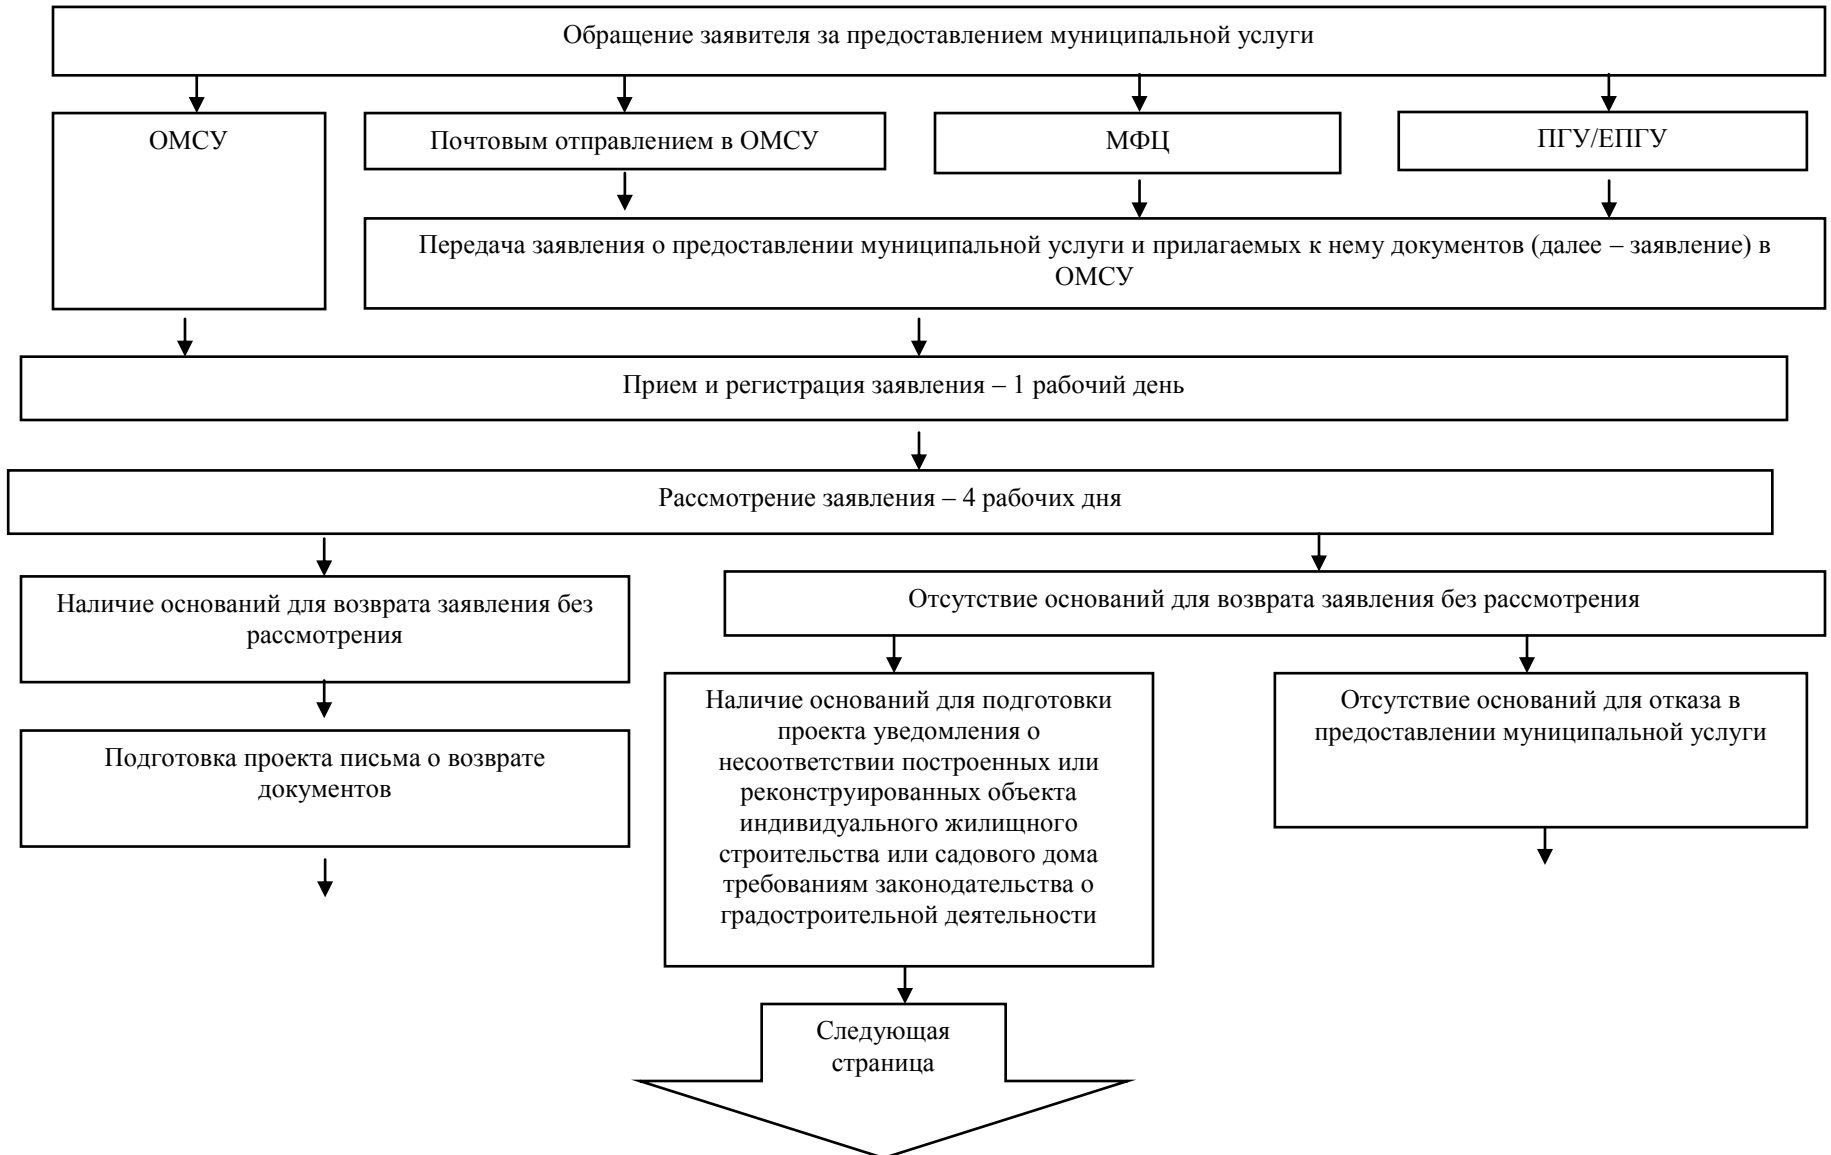 Обращение заявителя за предоставлением муниципальной услуги
ОМСУ
Почтовым отправлением в ОМСУ
МФЦ
ПГУ/ЕПГУ
Передача заявления о предоставлении муниципальной услуги и прилагаемых к нему документов (далее – заявление) в
ОМСУ
Прием и регистрация заявления – 1 рабочий день
Рассмотрение заявления – 4 рабочих дня
Наличие оснований для возврата заявления без
рассмотрения
Отсутствие оснований для возврата заявления без рассмотрения
Подготовка проекта письма о возврате
документов
Наличие оснований для подготовки
проекта уведомления о
несоответствии построенных или
реконструированных объекта
индивидуального жилищного
строительства или садового дома
требованиям законодательства о
градостроительной деятельности
Отсутствие оснований для отказа в
предоставлении муниципальной услуги
Следующая
страница